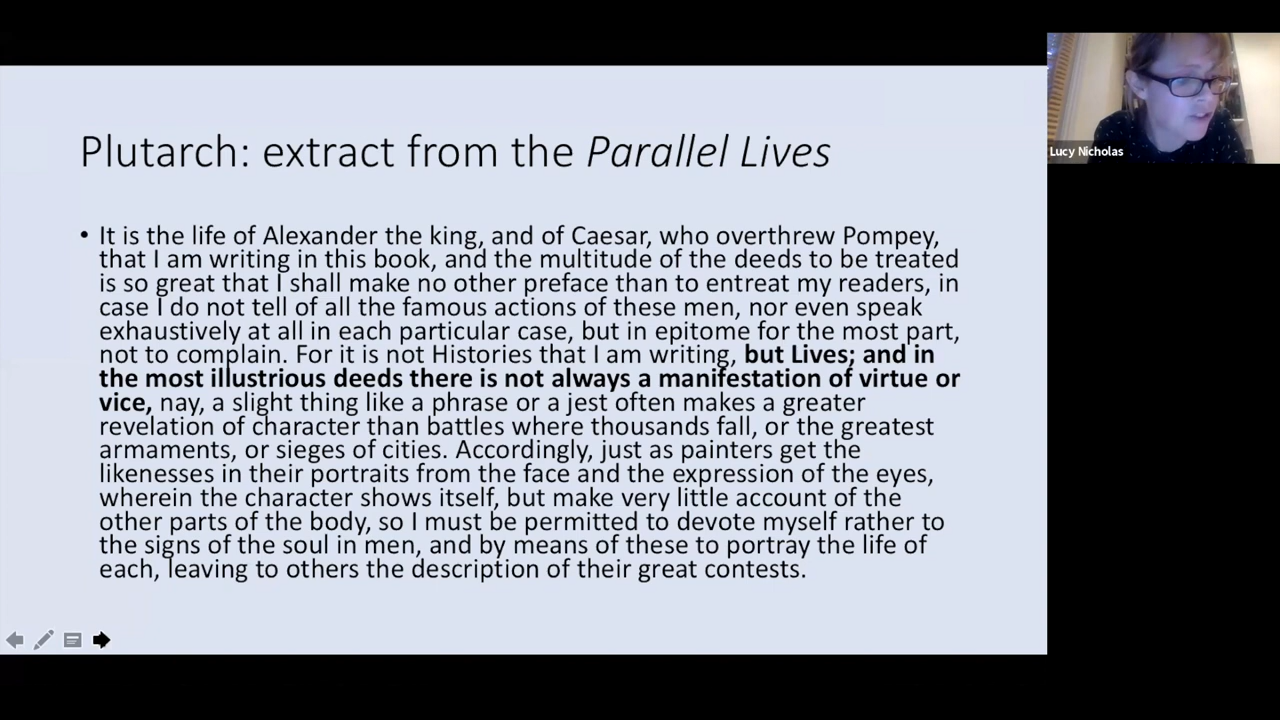 Plutarch: extract from the Parallel Lives
• It is the life of Alexander the king, and of Caesar, who overthrew Pompey,
that I am writing in this book, and the multitude of the deeds to be treated
is so great that I shall make no other preface than to entreat my readers, in
case I do not tell of all the famous actions of these men, nor even speak
exhaustively at all in each particular case, but in epitome for the most part,
not to complain. For it is not Histories that I am writing, but Lives; and in
the most illustrious deeds there is not always a manifestation of virtue or
vice, nay, a slight thing like a phrase or a jest often makes a greater
revelation of character than battles where thousands fall, or the greatest
armaments, or sieges of cities. Accordingly, just as painters get the
likenesses in their portraits from the face and the expression of the eyes,
wherein the character shows itself, but make very little account of the
other parts of the body, so I must be permitted to devote myself rather to
the signs of the soul in men, and by means of these to portray the life of
each, leaving to others the description of their great contests.
Lucy Nicholas